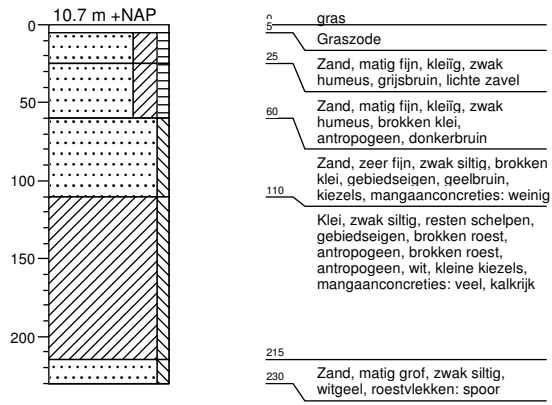 10.7 m +NAP
0
50
100
150
200
0
gras
5
Graszode
25
Zand, matig fijn, kleiïg, zwak
humeus, grijsbruin, lichte zavel
Zand, matig fijn, kleiïg, zwak
60
humeus, brokken klei,
antropogeen, donkerbruin
Zand, zeer fijn, zwak siltig, brokken
klei, gebiedseigen, geelbruin,
110
kiezels, mangaanconcreties: weinig
Klei, zwak siltig, resten schelpen,
gebiedseigen, brokken roest,
antropogeen, brokken roest,
antropogeen, wit, kleine kiezels,
mangaanconcreties: veel, kalkrijk
215
230
Zand, matig grof, zwak siltig,
witgeel, roestvlekken: spoor